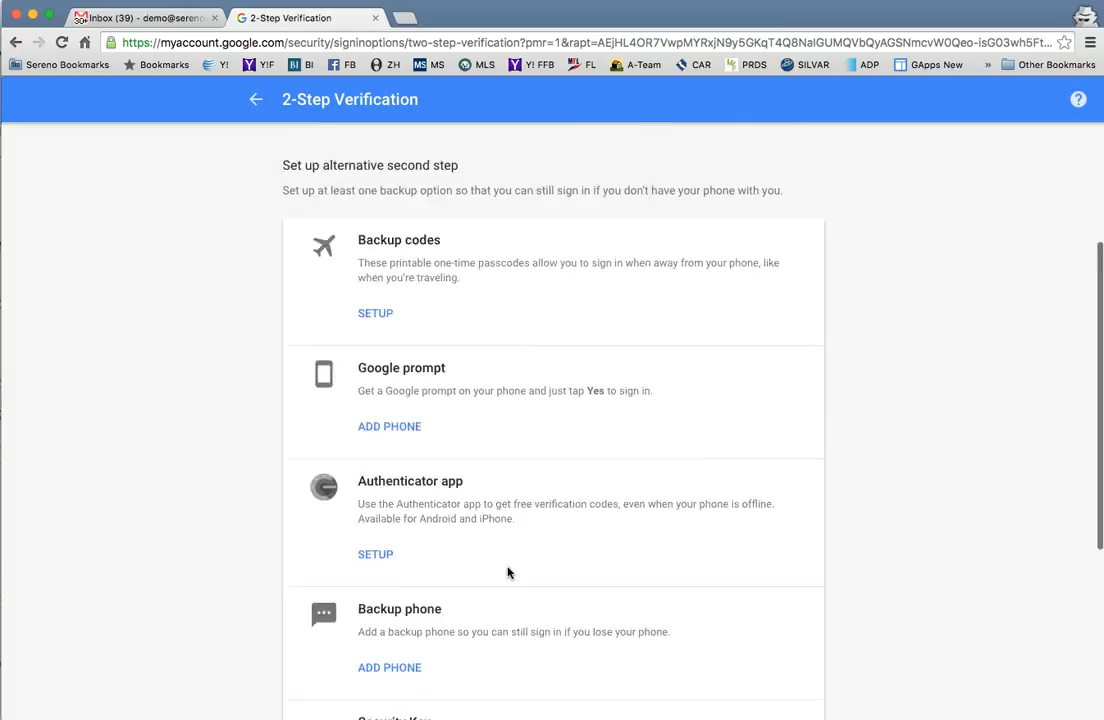 Inbox (39) - demo@sereno
2-Step Verification
https://myaccount.google.com/security/signinoptions/two-step-verification?pmr=1&rapt=AEjHL4OR7VwpMYRxjN9y5GKqT4Q8NalGUMQVbQyAGSNmcvW0Qeo-isG03wh5Ft...
Sereno Bookmarks Bookmarks Y! Y!F BI FB ZH MS MLS Y! FFB FL A-Team CAR PRDS SILVAR ADP GApps New » Other Bookmarks
2-Step Verification
Set up alternative second step
Set up at least one backup option so that you can still sign in if you don't have your phone with you.
Backup codes
These printable one-time passcodes allow you to sign in when away from your phone, like
when you're traveling.
SETUP
Google prompt
Get a Google prompt on your phone and just tap Yes to sign in.
ADD PHONE
Authenticator app
Use the Authenticator app to get free verification codes, even when your phone is offline.
Available for Android and iPhone.
SETUP
Backup phone
Add a backup phone so you can still sign in if you lose your phone.
ADD PHONE
Security Key